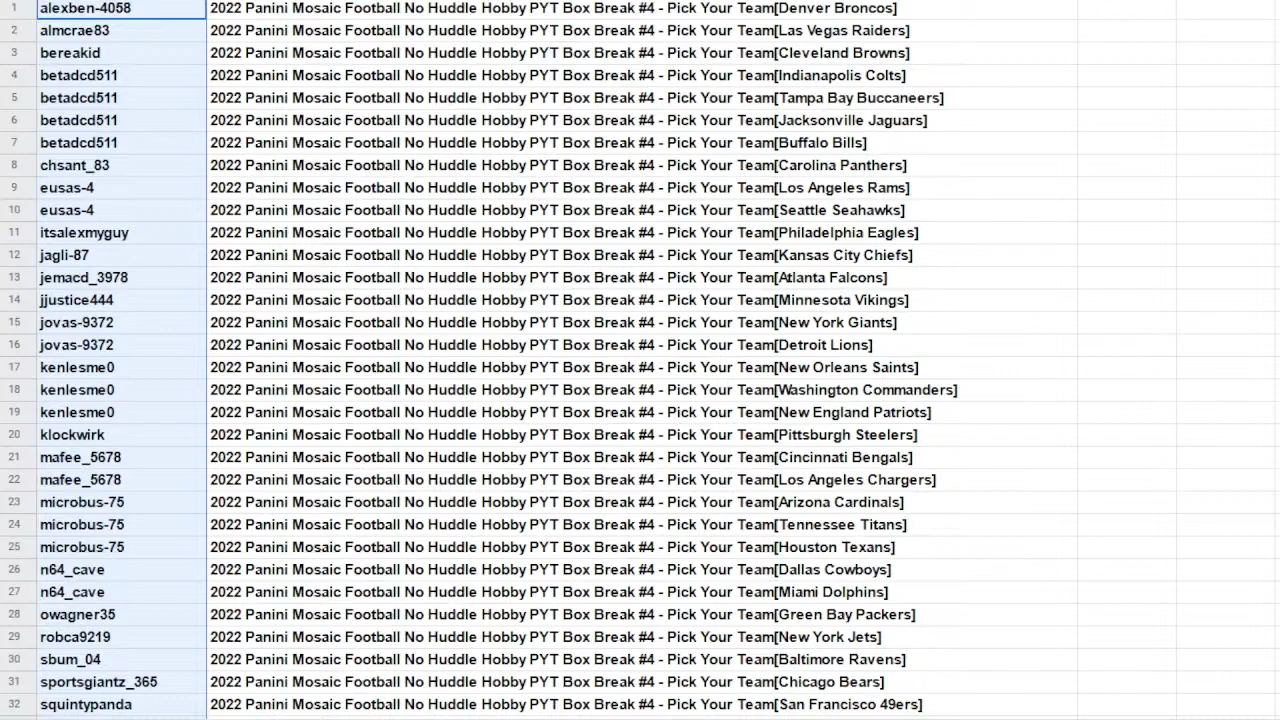 1 alexben-4058 2022 Panini Mosaic Football No Huddle Hobby PYT Box Break #4 - Pick Your Team[Denver Broncos]
2 almcrae83 2022 Panini Mosaic Football No Huddle Hobby PYT Box Break #4 - Pick Your Team[Las Vegas Raiders]
3 bereakid 2022 Panini Mosaic Football No Huddle Hobby PYT Box Break #4 - Pick Your Team[Cleveland Browns]
4 betadcd511 2022 Panini Mosaic Football No Huddle Hobby PYT Box Break #4 - Pick Your Team[Indianapolis Colts]
5 betadcd511 2022 Panini Mosaic Football No Huddle Hobby PYT Box Break #4 - Pick Your Team[Tampa Bay Buccaneers]
6 betadcd511 2022 Panini Mosaic Football No Huddle Hobby PYT Box Break #4 - Pick Your Team[Jacksonville Jaguars]
7 betadcd511 2022 Panini Mosaic Football No Huddle Hobby PYT Box Break #4 - Pick Your Team[Buffalo Bills]
8 chsant_83 2022 Panini Mosaic Football No Huddle Hobby PYT Box Break #4 - Pick Your Team[Carolina Panthers]
9 eusas-4 2022 Panini Mosaic Football No Huddle Hobby PYT Box Break #4 - Pick Your Team[Los Angeles Rams]
10 eusas-4 2022 Panini Mosaic Football No Huddle Hobby PYT Box Break #4 - Pick Your Team[Seattle Seahawks]
11 itsalexmyguy 2022 Panini Mosaic Football No Huddle Hobby PYT Box Break #4 - Pick Your Team[Philadelphia Eagles]
12 jagli-87 2022 Panini Mosaic Football No Huddle Hobby PYT Box Break #4 - Pick Your Team[Kansas City Chiefs]
13 jemacd_3978 2022 Panini Mosaic Football No Huddle Hobby PYT Box Break #4 - Pick Your Team[Atlanta Falcons]
14 jjustice444 2022 Panini Mosaic Football No Huddle Hobby PYT Box Break #4 - Pick Your Team[Minnesota Vikings]
15 jovas-9372 2022 Panini Mosaic Football No Huddle Hobby PYT Box Break #4 - Pick Your Team[New York Giants]
16 jovas-9372 2022 Panini Mosaic Football No Huddle Hobby PYT Box Break #4 - Pick Your Team[Detroit Lions]
17 kenlesme0 2022 Panini Mosaic Football No Huddle Hobby PYT Box Break #4 - Pick Your Team[New Orleans Saints]
18 kenlesme0 2022 Panini Mosaic Football No Huddle Hobby PYT Box Break #4 - Pick Your Team[Washington Commanders]
19 kenlesme0 2022 Panini Mosaic Football No Huddle Hobby PYT Box Break #4 - Pick Your Team[New England Patriots]
20 klockwirk 2022 Panini Mosaic Football No Huddle Hobby PYT Box Break #4 - Pick Your Team[Pittsburgh Steelers]
21 mafee_5678 2022 Panini Mosaic Football No Huddle Hobby PYT Box Break #4 - Pick Your Team[Cincinnati Bengals]
22 mafee_5678 2022 Panini Mosaic Football No Huddle Hobby PYT Box Break #4 - Pick Your Team[Los Angeles Chargers]
23 microbus-75 2022 Panini Mosaic Football No Huddle Hobby PYT Box Break #4 - Pick Your Team[Arizona Cardinals]
24 microbus-75 2022 Panini Mosaic Football No Huddle Hobby PYT Box Break #4 - Pick Your Team[Tennessee Titans]
25 microbus-75 2022 Panini Mosaic Football No Huddle Hobby PYT Box Break #4 - Pick Your Team[Houston Texans]
26 n64_cave 2022 Panini Mosaic Football No Huddle Hobby PYT Box Break #4 - Pick Your Team[Dallas Cowboys]
27 n64_cave 2022 Panini Mosaic Football No Huddle Hobby PYT Box Break #4 - Pick Your Team[Miami Dolphins]
28 owagner35 2022 Panini Mosaic Football No Huddle Hobby PYT Box Break #4 - Pick Your Team[Green Bay Packers]
29 robca9219 2022 Panini Mosaic Football No Huddle Hobby PYT Box Break #4 - Pick Your Team[New York Jets]
30 sbum_04 2022 Panini Mosaic Football No Huddle Hobby PYT Box Break #4 - Pick Your Team[Baltimore Ravens]
31 sportsgiantz_365 2022 Panini Mosaic Football No Huddle Hobby PYT Box Break #4 - Pick Your Team[Chicago Bears]
32 squintypanda 2022 Panini Mosaic Football No Huddle Hobby PYT Box Break #4 - Pick Your Team[San Francisco 49ers]